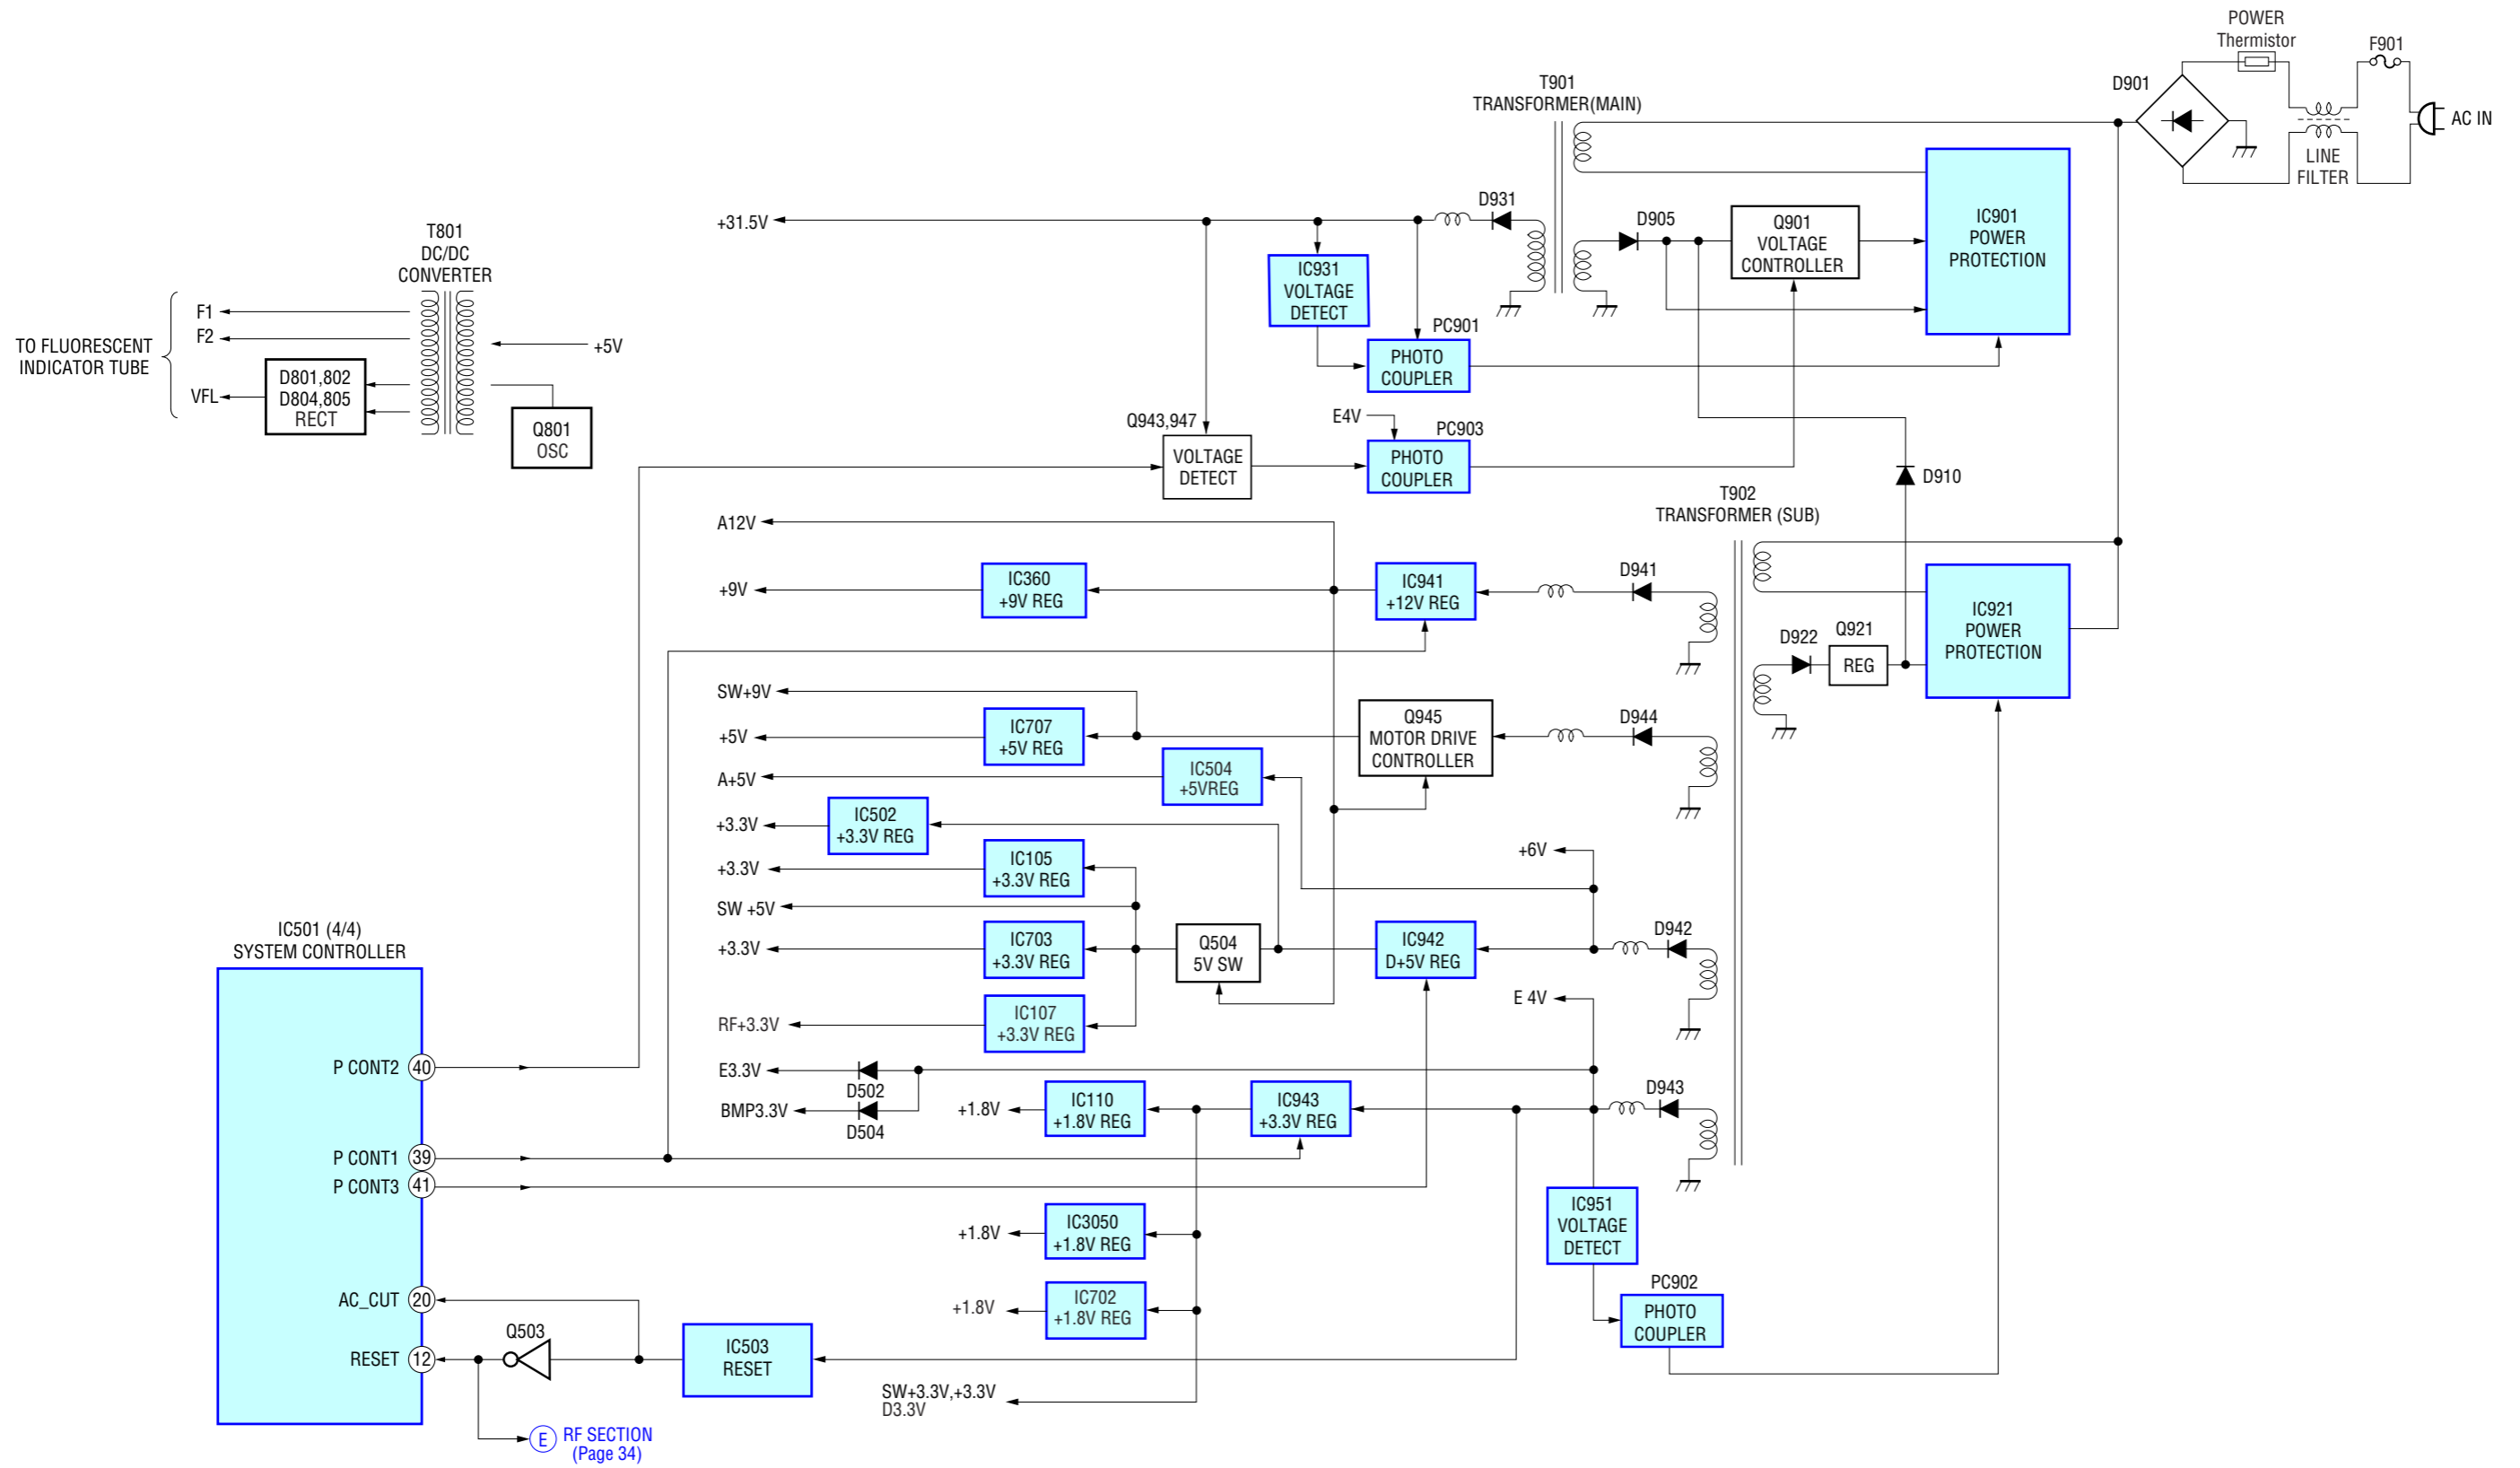 POWER
Thermistor
F901
D901
AC IN
LINE
FILTER
T901
TRANSFORMER(MAIN)
IC901
POWER
PROTECTION
D931
D905
Q901
VOLTAGE
CONTROLLER
+31.5V
IC931
VOLTAGE
DETECT
PC901
PHOTO
COUPLER
T801
DC/DC
CONVERTER
F1
F2
TO FLUORESCENT
INDICATOR TUBE
VFL
D801,802
D804,805
RECT
+5V
Q801
OSC
Q943,947
VOLTAGE
DETECT
E4V
PC903
PHOTO
COUPLER
D910
T902
TRANSFORMER (SUB)
A12V
+9V
IC360
+9V REG
IC941
+12V REG
D941
IC921
POWER
PROTECTION
D922
Q921
REG
SW+9V
+5V
IC707
+5V REG
Q945
MOTOR DRIVE
CONTROLLER
D944
A+5V
IC504
+5VREG
+3.3V
IC502
+3.3V REG
+3.3V
IC105
+3.3V REG
+6V
SW +5V
+3.3V
IC703
+3.3V REG
Q504
5V SW
IC942
D+5V REG
D942
RF+3.3V
IC107
+3.3V REG
E 4V
IC501 (4/4)
SYSTEM CONTROLLER
P CONT2
40
E3.3V
D502
BMP3.3V
D504
+1.8V
IC110
+1.8V REG
IC943
+3.3V REG
D943
P CONT1
39
P CONT3
41
+1.8V
IC3050
+1.8V REG
IC951
VOLTAGE
DETECT
PC902
PHOTO
COUPLER
AC_CUT
20
+1.8V
IC702
+1.8V REG
RESET
12
Q503
IC503
RESET
SW+3.3V,+3.3V
D3.3V
E
RF SECTION
(Page 34)